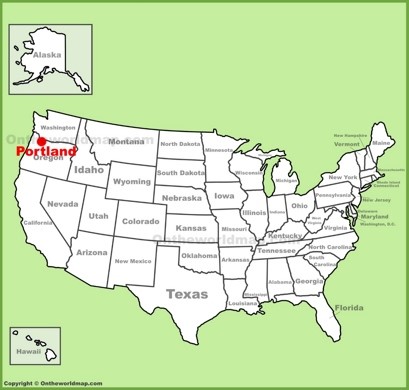 Alaska
Washington
Montana
North Dakota
Minnesota
New Hampshire
Vermont
Maine
Ontheworldmap.com
Portland
Oregon
Idaho
South Dakota
Wisconsin
Michigan
New York
Wyoming
Nebraska
Iowa
Pennsylvania
Rhode Island
Connecticut
New Jersey
Nevada
Utah
Colorado
Kansas
Missouri
Illinois
Indiana
Ohio
West
Virginia
Virginia
Delaware
Maryland
Washington, D.C.
California
Ontheworldmap.com
Kentucky
Arizona
New Mexico
Oklahoma
Arkansas
Tennessee
North Carolina
South
Carolina
Texas
Louisiana
Mississippi
Alabama
Georgia
Florida
Hawaii
Copyright © Ontheworldmap.com